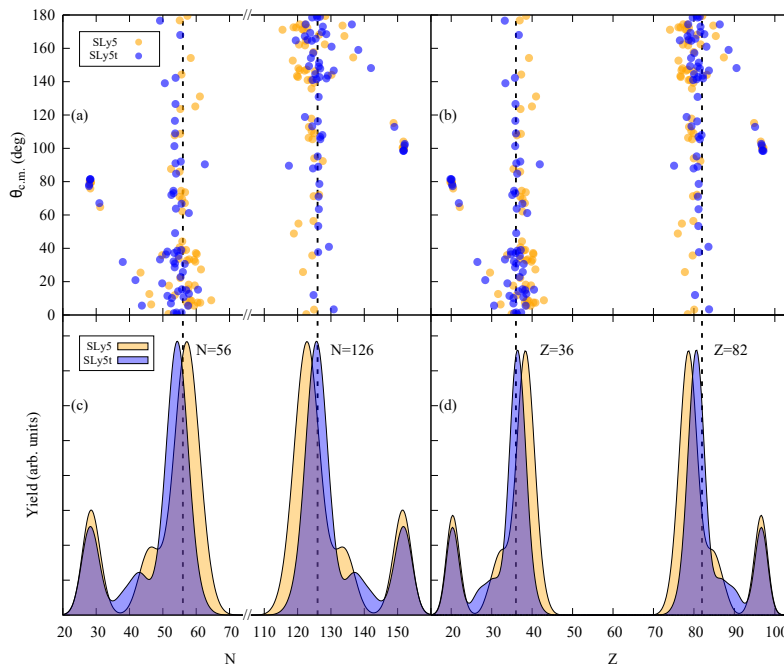 180
160
140
120
100
80
60
40
20
0
θc.m. (deg)
SLy5
SLy5t
(a)
(b)
SLy5
SLy5t
N=56
N=126
Z=36
Z=82
(c)
(d)
Yield (arb. units)
20 30 40 50 60 70 // 110 120 130 140 150
20 30 40 50 60 70 80 90 100
N
Z